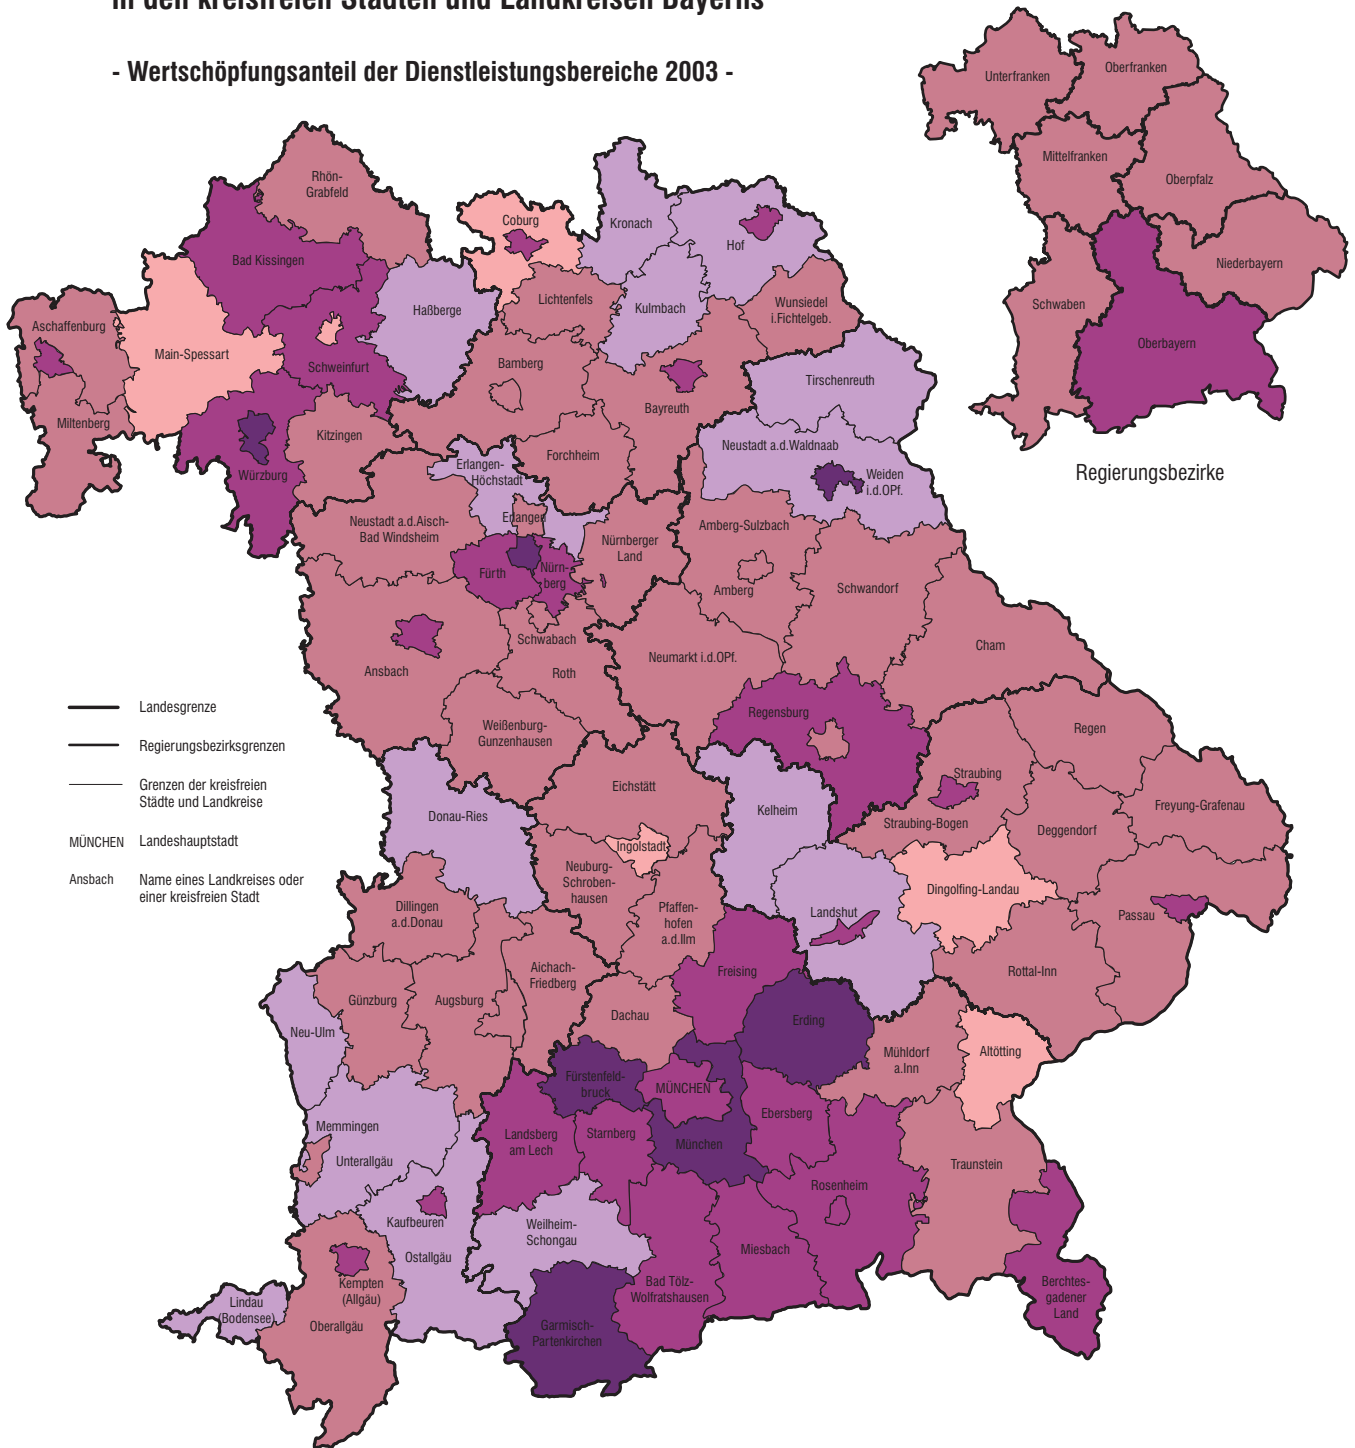 in den kreisfreien Städten und Landkreisen Bayerns
- Wertschöpfungsanteil der Dienstleistungsbereiche 2003 -
Unterfranken
Oberfranken
Mittelfranken
Oberpfalz
Niederbayern
Schwaben
Oberbayern
Regierungsbezirke
Rhön-
Grabfeld
Coburg
Kronach
Hof
Bad Kissingen
Haßberge
Lichtenfels
Kulmbach
Wunsiedel
i.Fichtelgeb.
Aschaffenburg
Main-Spessart
Schweinfurt
Bamberg
Bayreuth
Tirschenreuth
Miltenberg
Kitzingen
Würzburg
Forchheim
Erlangen-
Höchstadt
Neustadt a.d.Waldnaab
Weiden
i.d.OPf.
Neustadt a.d.Aisch-
Bad Windsheim
Erlangen
Nürnberger
Land
Amberg-Sulzbach
Fürth
Nürn-
berg
Amberg
Schwandorf
Schwabach
Roth
Ansbach
Neumarkt i.d.OPf.
Cham
Weißenburg-
Gunzenhausen
Regensburg
Regen
Landesgrenze
Regierungsbezirksgrenzen
Grenzen der kreisfreien
Städte und Landkreise
MÜNCHEN
Landeshauptstadt
Ansbach
Name eines Landkreises oder
einer kreisfreien Stadt
Eichstätt
Straubing
Freyung-Grafenau
Donau-Ries
Kelheim
Straubing-Bogen
Deggendorf
Ingolstadt
Neuburg-
Schroben-
hausen
Dingolfing-Landau
Dillingen
a.d.Donau
Pfaffen-
hofen
a.d.Ilm
Landshut
Passau
Aichach-
Friedberg
Freising
Rottal-Inn
Günzburg
Augsburg
Neu-Ulm
Dachau
Erding
Mühldorf
a.Inn
Altötting
Fürstenfeld-
bruck
MÜNCHEN
Ebersberg
Memmingen
Unterallgäu
Landsberg
am Lech
Starnberg
München
Traunstein
Rosenheim
Kaufbeuren
Ostallgäu
Weilheim-
Schongau
Miesbach
Bad Tölz-
Wolfratshausen
Berchtes-
gadener
Land
Kempten
(Allgäu)
Lindau
(Bodensee)
Oberallgäu
Garmisch-
Partenkirchen